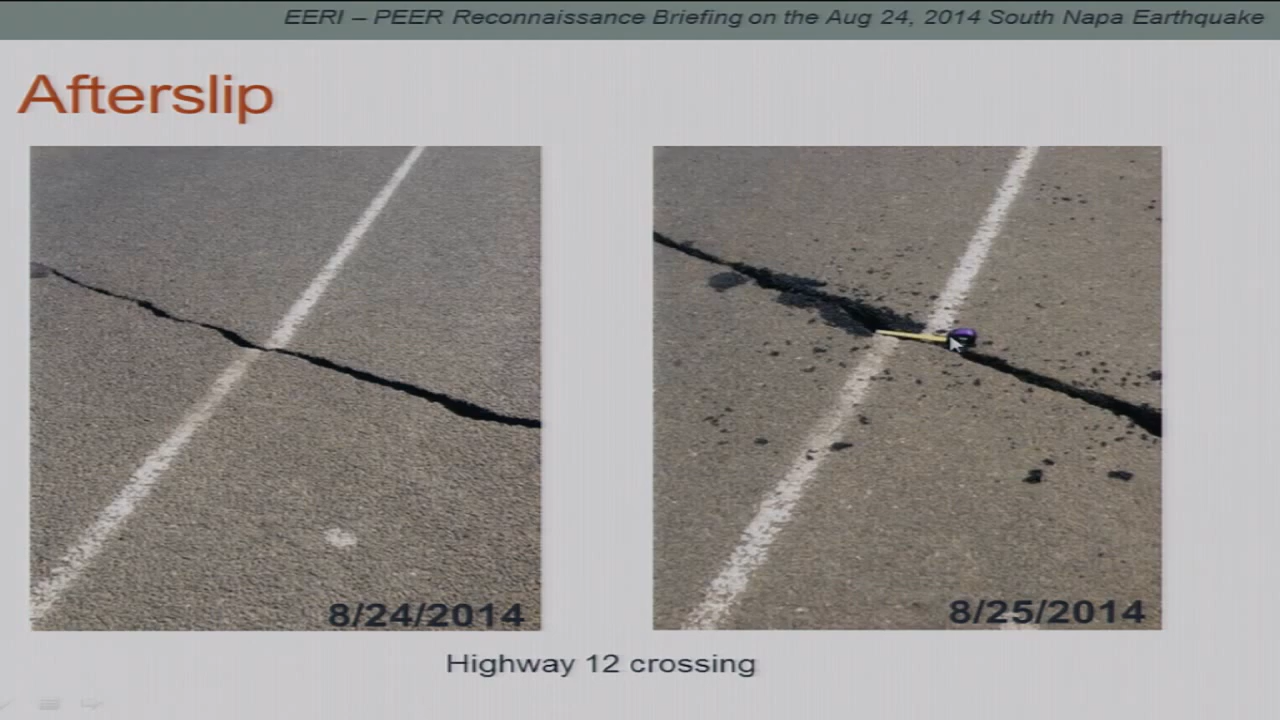 EERI – PEER Reconnaissance Briefing on the Aug 24, 2014 South Napa Earthquake
Afterslip
8/24/2014
8/25/2014
Highway 12 crossing